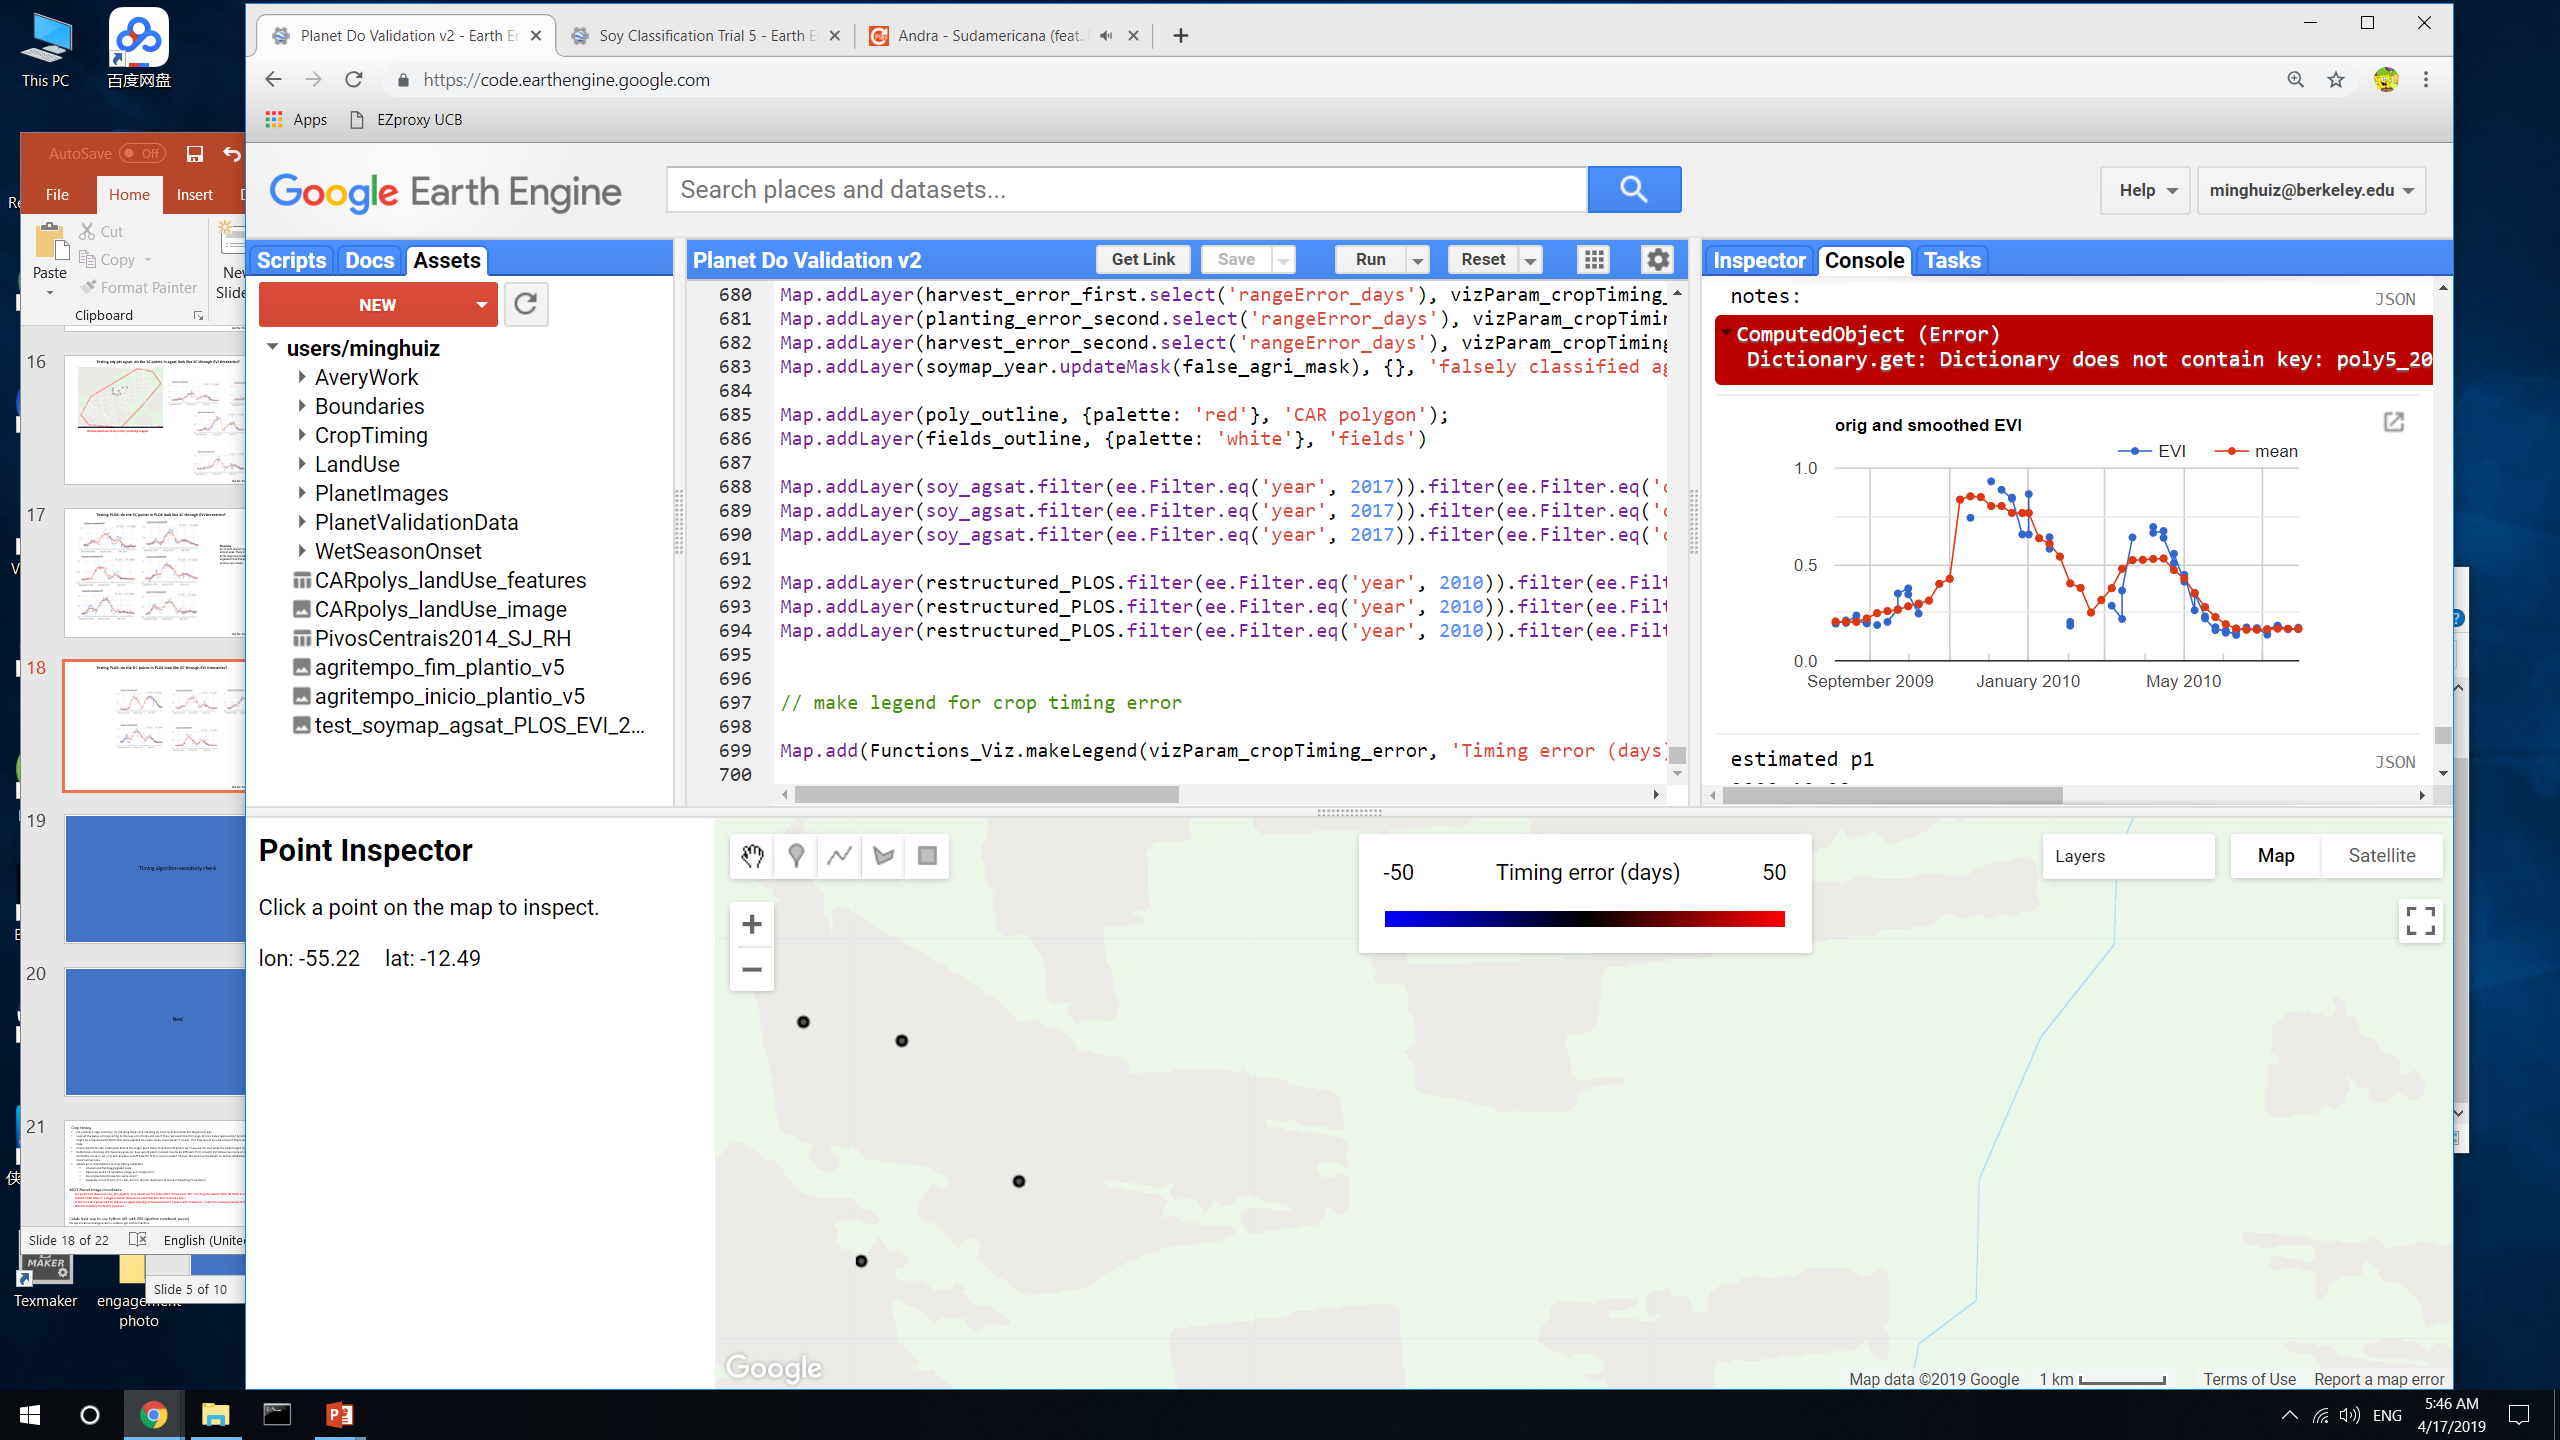 This PC
百度网盘
Planet Do Validation v2 - Earth E
Soy Classification Trial 5 - Earth E
Andra - Sudamericana (feat.
https://code.earthengine.google.com
Apps
EZproxy UCB
AutoSave
Off
File
Home
Insert
Paste
Cut
Copy
Format Painter
New
Slide
Clipboard
16
17
18
19
20
21
Timing algorithm sensitivity check
Next
Slide 18 of 22
English (Unite
Slide 5 of 10
MAKER
Texmaker
engagement
photo
Google Earth Engine
Search places and datasets...
Help
minghuiz@berkeley.edu
Scripts
Docs
Assets
NEW
users/minghuiz
AveryWork
Boundaries
CropTiming
LandUse
PlanetImages
PlanetValidationData
WetSeasonOnset
CARpolys_landUse_features
CARpolys_landUse_image
PivosCentrais2014_SJ_RH
agritempo_fim_plantio_v5
agritempo_inicio_plantio_v5
test_soymap_agsat_PLOS_EVI_2...
Planet Do Validation v2
Get Link
Save
Run
Reset
680 Map.addLayer(harvest_error_first.select('rangeError_days'), vizParam_cropTiming_
681 Map.addLayer(planting_error_second.select('rangeError_days'), vizParam_cropTimin
682 Map.addLayer(harvest_error_second.select('rangeError_days'), vizParam_cropTiming
683 Map.addLayer(soymap_year.updateMask(false_agri_mask), {}, 'falsely classified ag
684
685 Map.addLayer(poly_outline, {palette: 'red'}, 'CAR polygon');
686 Map.addLayer(fields_outline, {palette: 'white'}, 'fields')
687
688 Map.addLayer(soy_agsat.filter(ee.Filter.eq('year', 2017)).filter(ee.Filter.eq('c
689 Map.addLayer(soy_agsat.filter(ee.Filter.eq('year', 2017)).filter(ee.Filter.eq('c
690 Map.addLayer(soy_agsat.filter(ee.Filter.eq('year', 2017)).filter(ee.Filter.eq('c
691
692 Map.addLayer(restructured_PLOS.filter(ee.Filter.eq('year', 2010)).filter(ee.Filt
693 Map.addLayer(restructured_PLOS.filter(ee.Filter.eq('year', 2010)).filter(ee.Filt
694 Map.addLayer(restructured_PLOS.filter(ee.Filter.eq('year', 2010)).filter(ee.Filt
695
696
697 // make legend for crop timing error
698
699 Map.add(Functions_Viz.makeLegend(vizParam_cropTiming_error, 'Timing error (days)
700
Inspector
Console
Tasks
notes:
JSON
ComputedObject (Error)
Dictionary.get: Dictionary does not contain key: poly5_20
orig and smoothed EVI
EVI
mean
1.0
0.5
0.0
September 2009
January 2010
May 2010
estimated p1
JSON
Point Inspector
Click a point on the map to inspect.
lon: -55.22 lat: -12.49
-50 Timing error (days) 50
Layers
Map
Satellite
Google
Map data ©2019 Google
1 km
Terms of Use
Report a map error
ENG
5:46 AM
4/17/2019